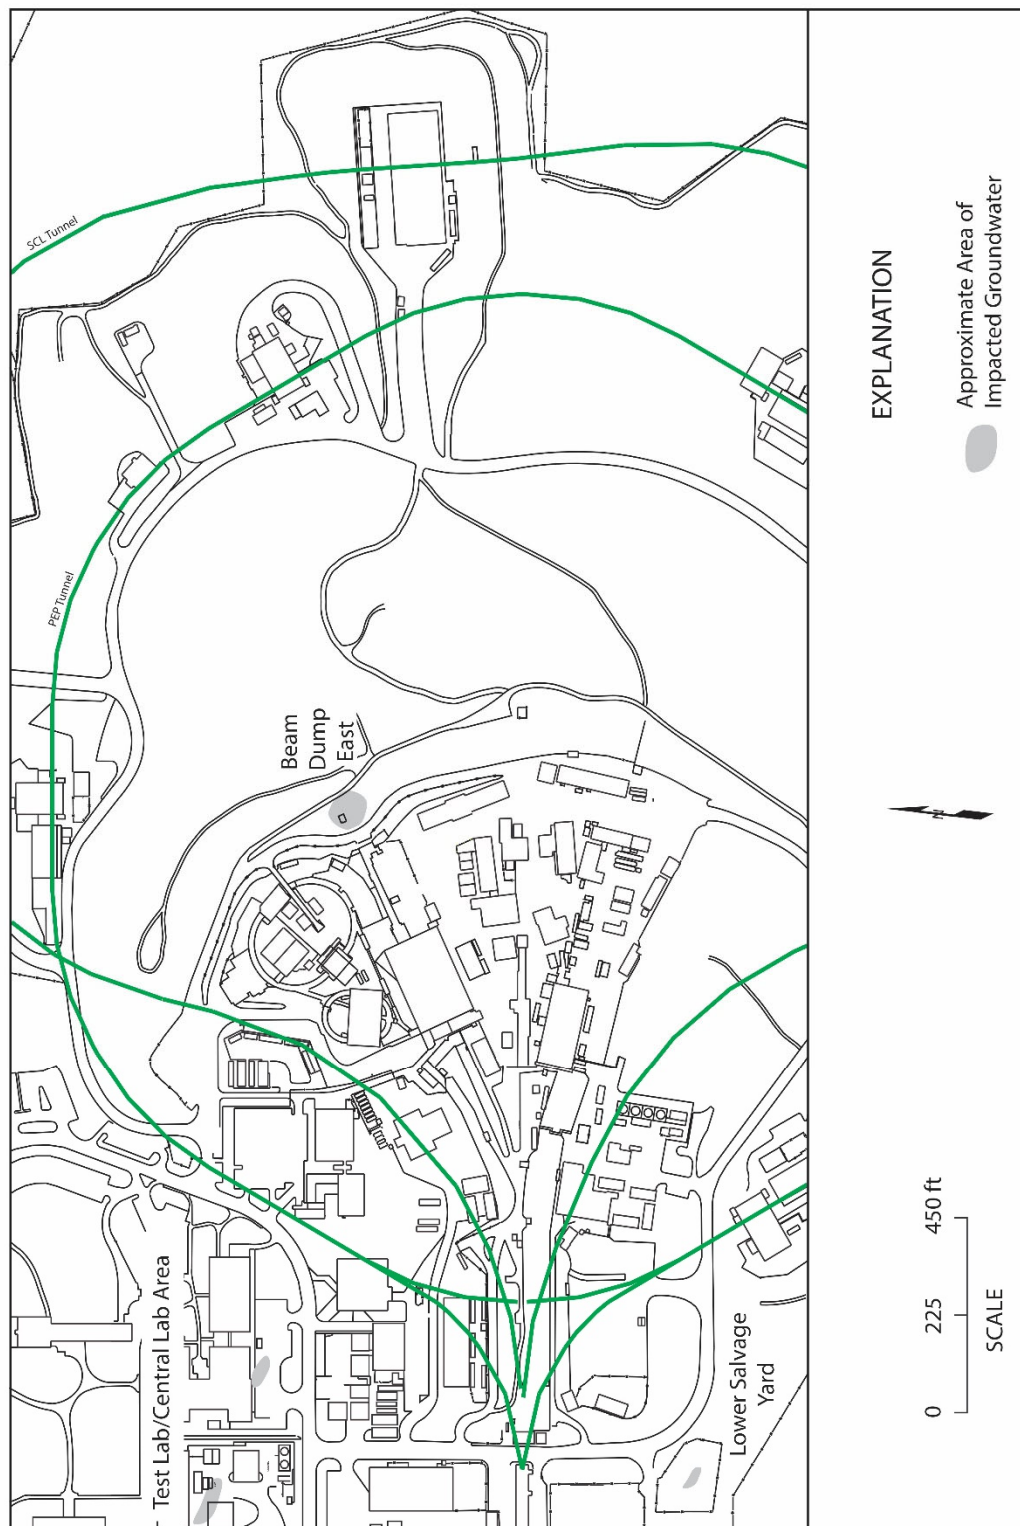 SCL Tunnel
PEP Tunnel
Beam
Dump
East
Test Lab/Central Lab Area
Lower Salvage
Yard
EXPLANATION
Approximate Area of
Impacted Groundwater
N
0 225 450 ft
SCALE